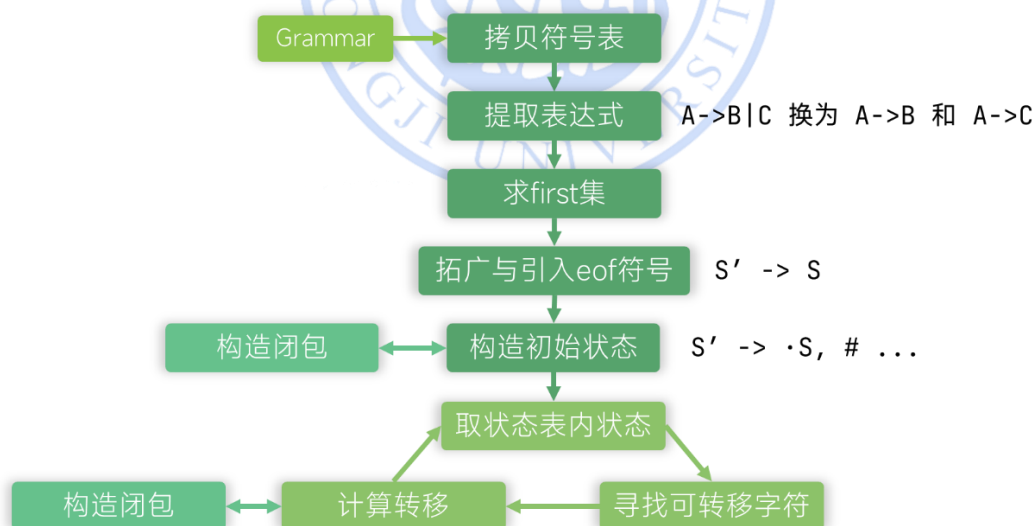 Grammar
拷贝符号表
提取表达式
A->B|C 换为 A->B 和 A->C
求first集
拓广与引入eof符号
S′ -> S
构造闭包
构造初始状态
S′ -> ·S, # ...
取状态表内状态
构造闭包
计算转移
寻找可转移字符